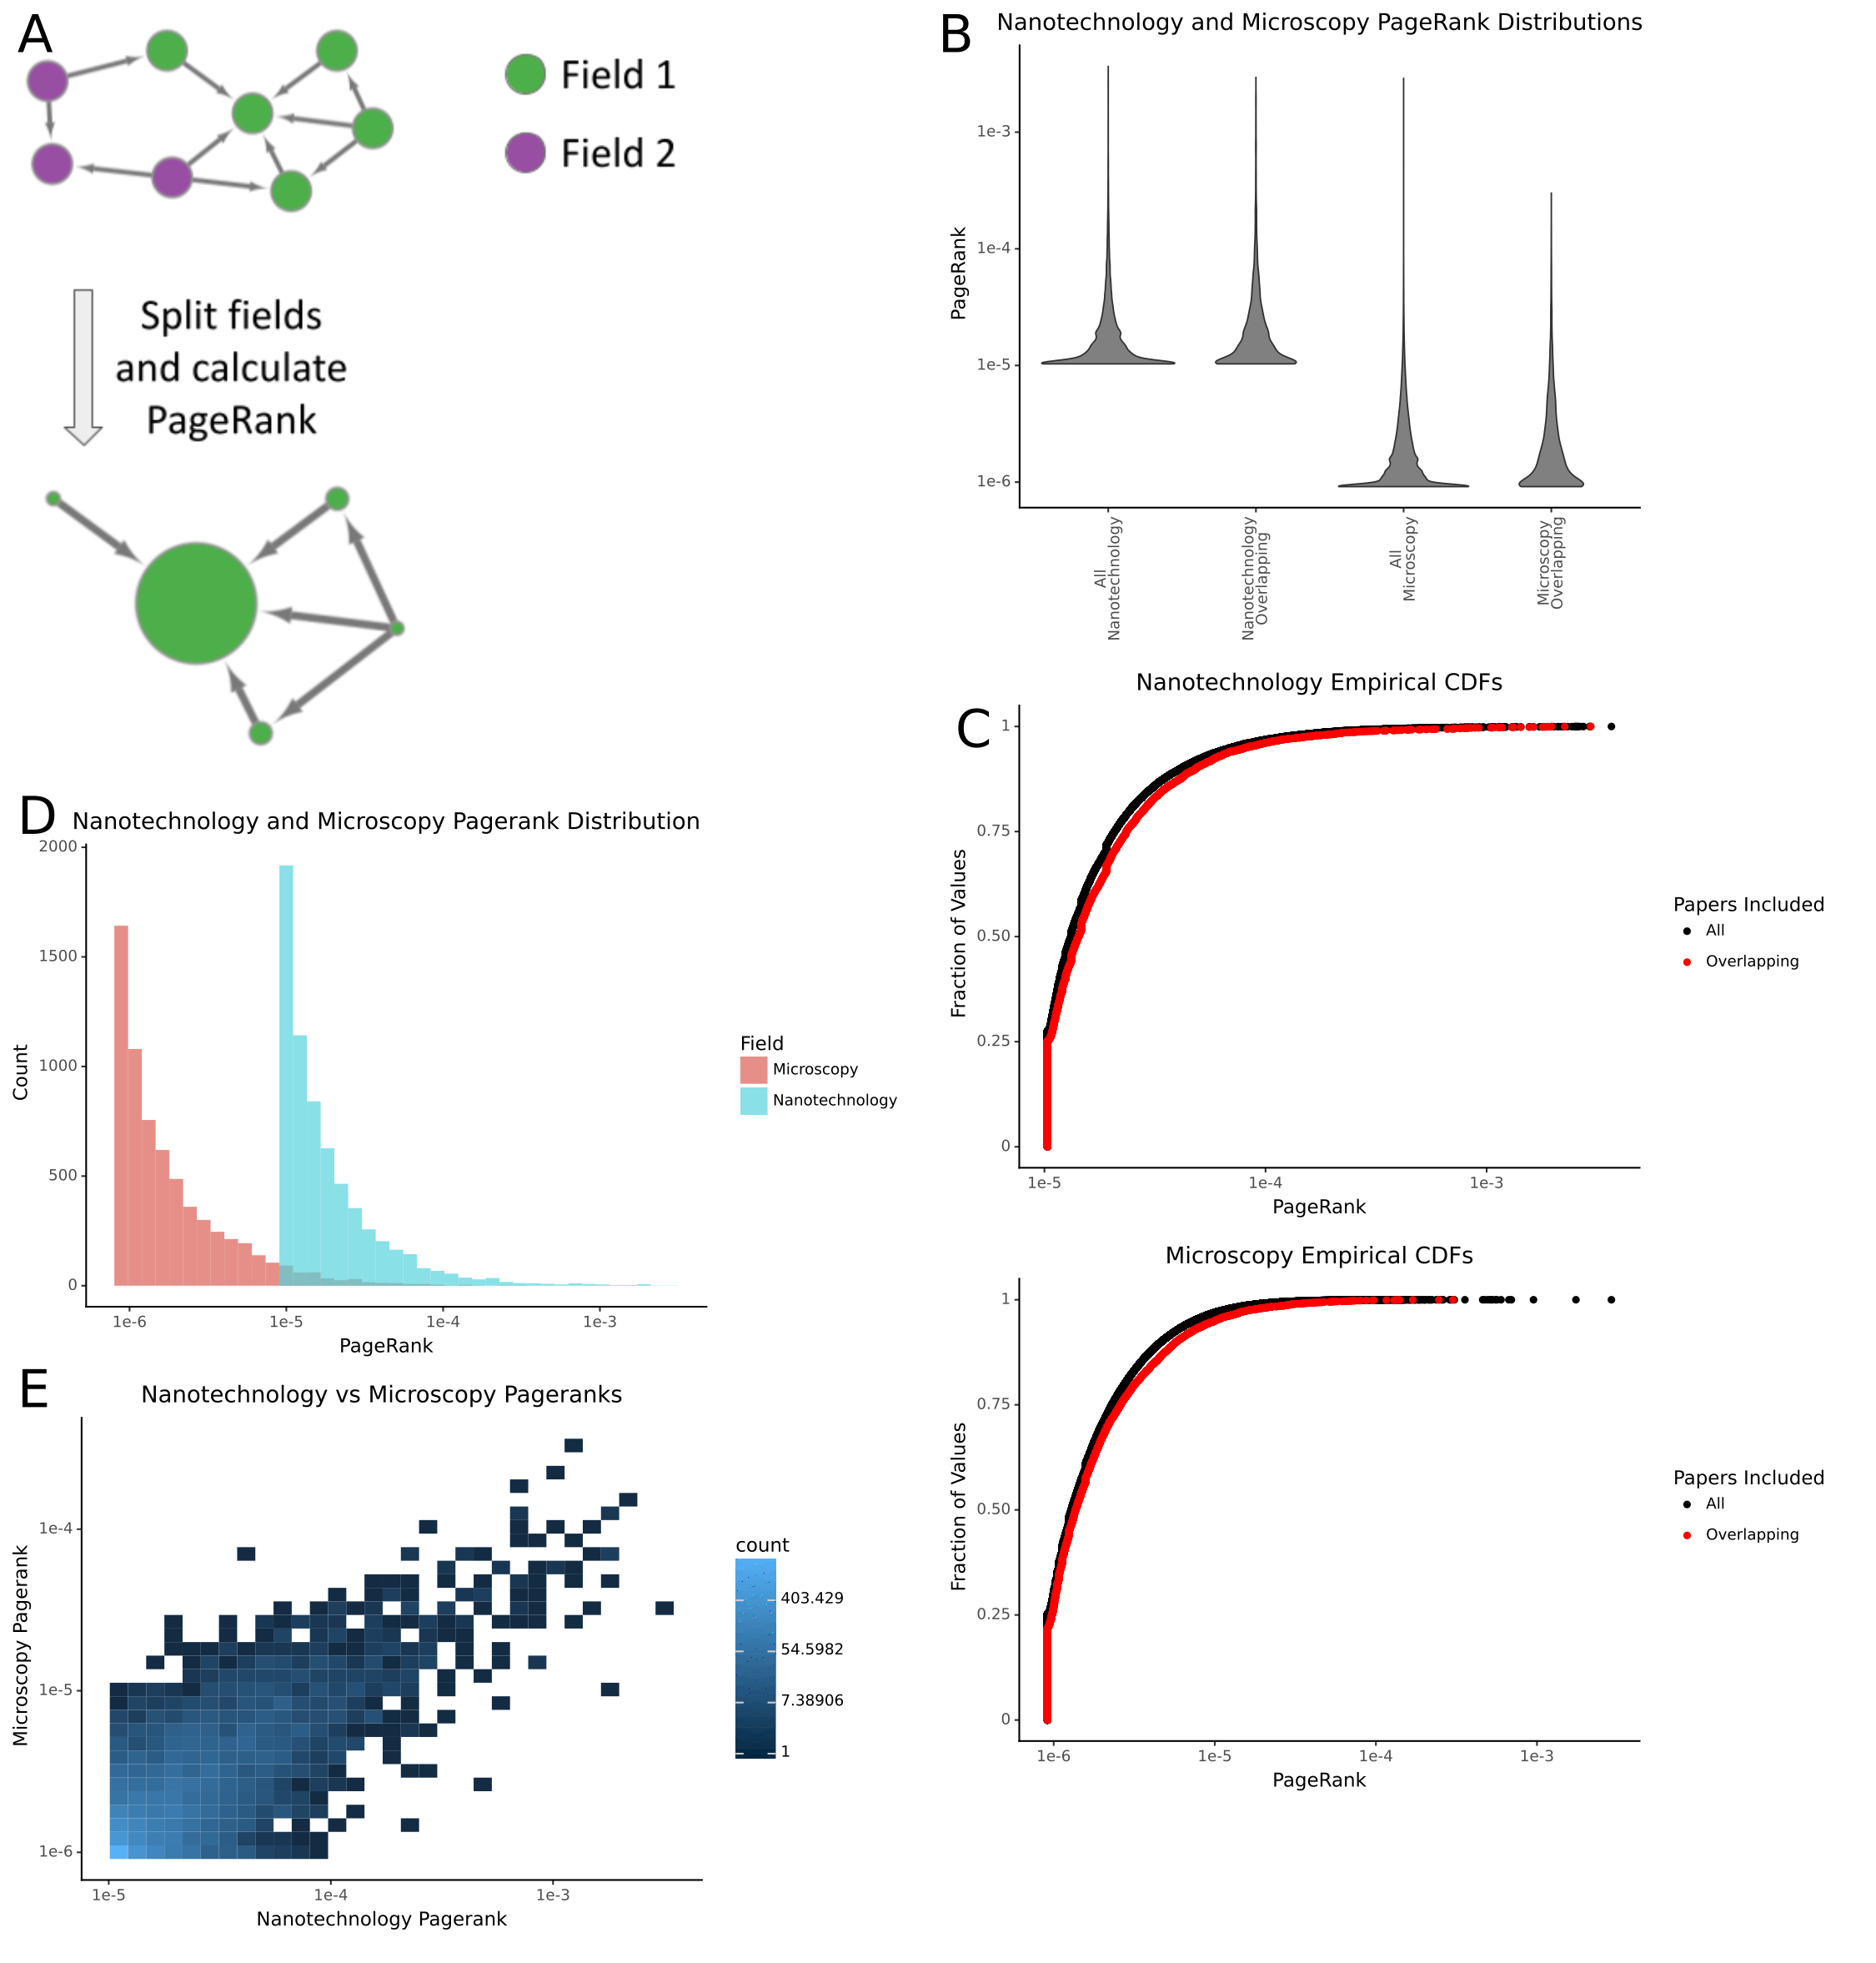 A
Field 1
Field 2
Split fields
and calculate
PageRank
B
Nanotechnology and Microscopy PageRank Distributions
PageRank
1e-3
1e-4
1e-5
1e-6
All
Nanotechnology
Nanotechnology
Overlapping
All
Microscopy
Microscopy
Overlapping
C
Nanotechnology Empirical CDFs
Fraction of Values
1
0.75
0.50
0.25
0
1e-5
1e-4
1e-3
PageRank
Papers Included
All
Overlapping
Microscopy Empirical CDFs
Fraction of Values
1
0.75
0.50
0.25
0
1e-6
1e-5
1e-4
1e-3
PageRank
Papers Included
All
Overlapping
D
Nanotechnology and Microscopy Pagerank Distribution
Count
2000
1500
1000
500
0
1e-6
1e-5
1e-4
1e-3
PageRank
Field
Microscopy
Nanotechnology
E
Nanotechnology vs Microscopy Pageranks
Microscopy Pagerank
1e-4
1e-5
1e-6
1e-5
1e-4
1e-3
Nanotechnology Pagerank
count
403.429
54.5982
7.38906
1